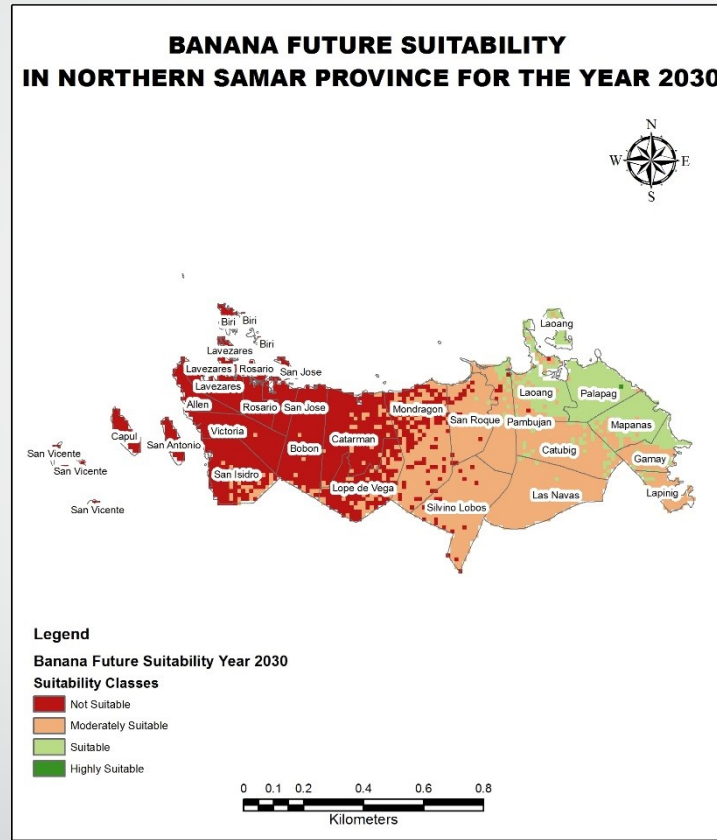 BANANA FUTURE SUITABILITY
IN NORTHERN SAMAR PROVINCE FOR THE YEAR 2030
N
W E
S
Biri
Biri
Biri
Laoang
Lavezares
Lavezares
Rosario
San Jose
Lavezares
Laoang
Palapag
Allen
Rosario
San Jose
Mondragon
San Roque
Pambujan
Mapanas
Capul
San Antonio
Victoria
Bobon
Catarman
Catubig
Gamay
San Vicente
San Vicente
San Isidro
Lope de Vega
Las Navas
Lapinig
San Vicente
Silvino Lobos
Legend
Banana Future Suitability Year 2030
Suitability Classes
Not Suitable
Moderately Suitable
Suitable
Highly Suitable
0 0.1 0.2 0.4 0.6 0.8
Kilometers